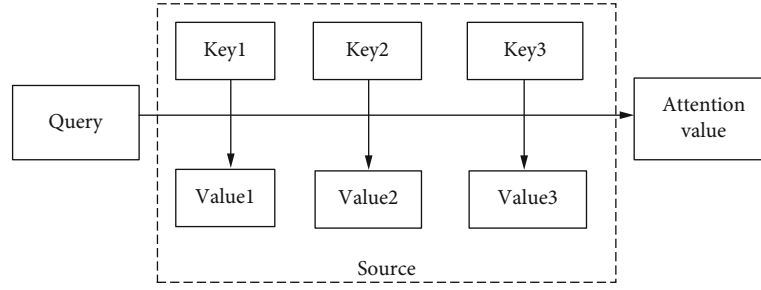 Key1
Key2
Key3
Query
Attention
value
Value1
Value2
Value3
Source